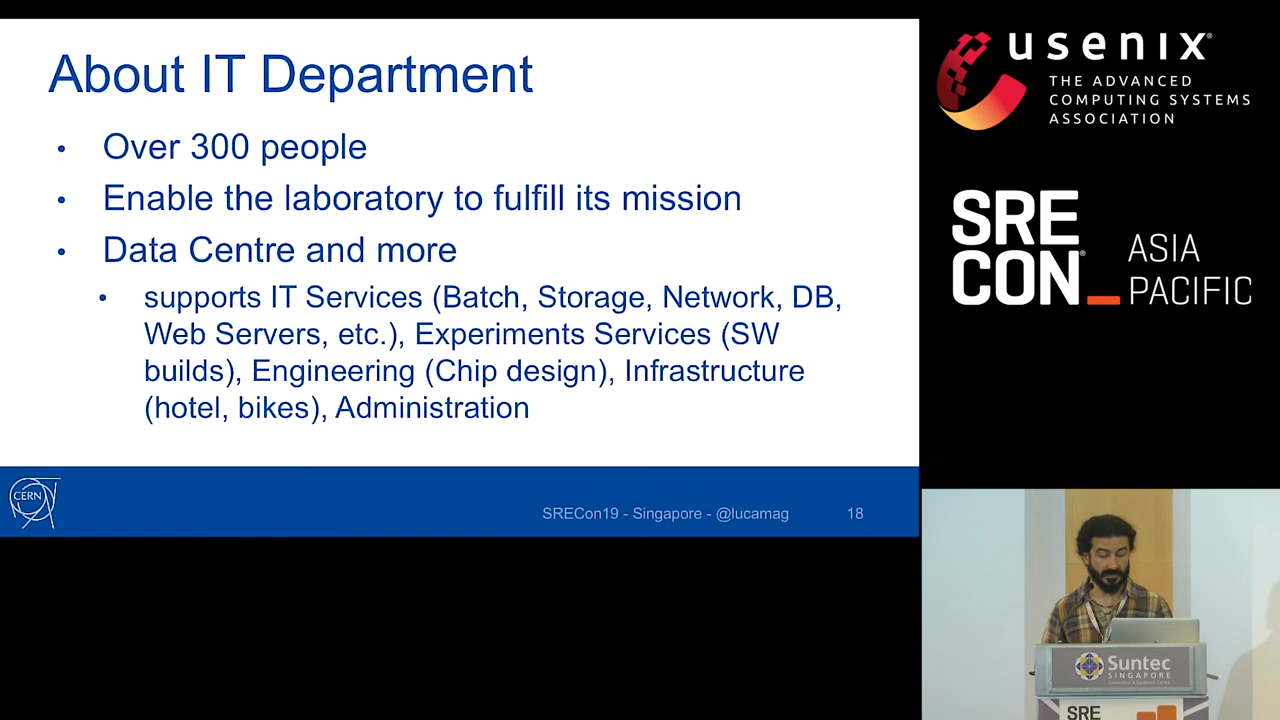 About IT Department
• Over 300 people
• Enable the laboratory to fulfill its mission
• Data Centre and more
• supports IT Services (Batch, Storage, Network, DB,
Web Servers, etc.), Experiments Services (SW
builds), Engineering (Chip design), Infrastructure
(hotel, bikes), Administration
CERN
SRECon19 - Singapore - @lucamag 18
usenix®
THE ADVANCED
COMPUTING SYSTEMS
ASSOCIATION
SRE
CON®_ ASIA
PACIFIC
Suntec
SINGAPORE
SRE